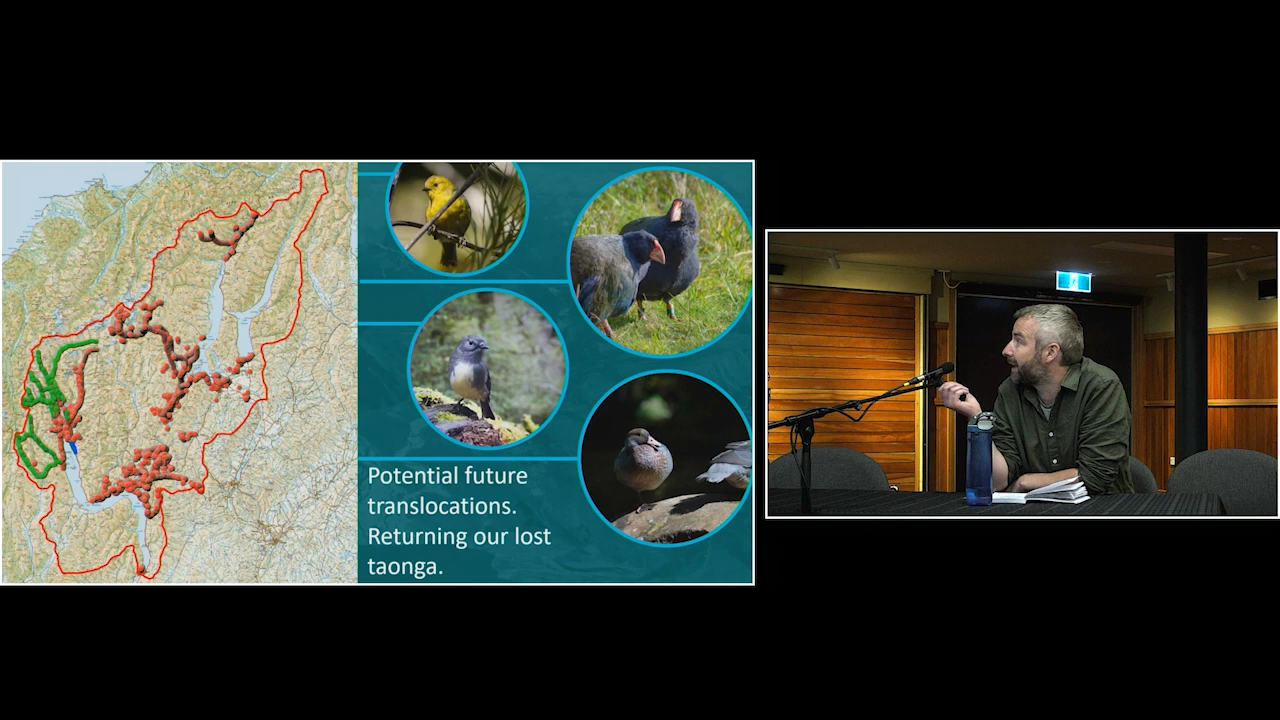 Potential future
translocations.
Returning our lost
taonga.